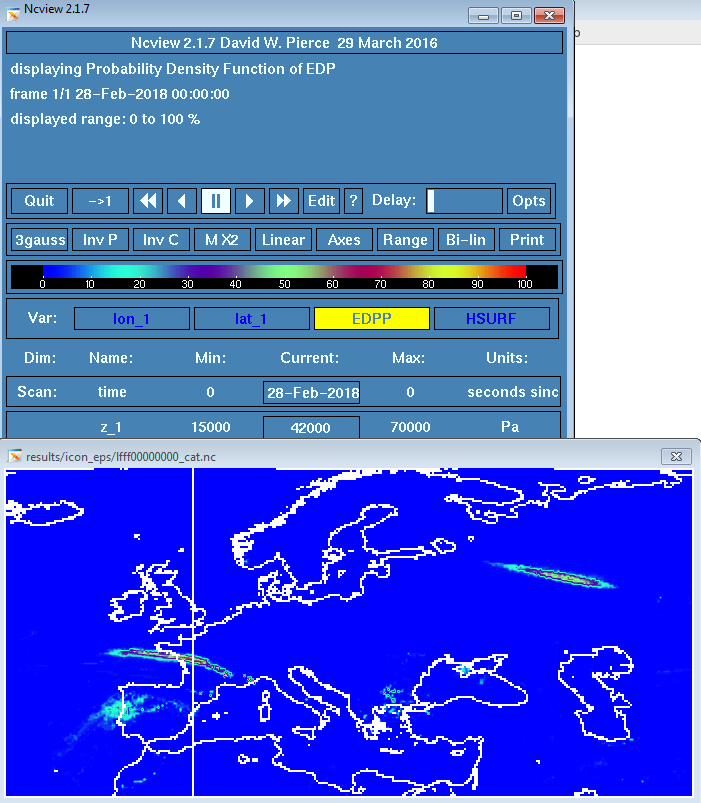 Ncview 2.1.7
Ncview 2.1.7 David W. Pierce 29 March 2016
displaying Probability Density Function of EDP
frame 1/1 28-Feb-2018 00:00:00
displayed range: 0 to 100 %
Quit ->1 Edit ? Delay: Opts
3gauss Inv P Inv C M X2 Linear Axes Range Bi-lin Print
0 10 20 30 40 50 60 70 80 90 100
Var: lon_1 lat_1 EDPP HSURF
Dim: Name: Min: Current: Max: Units:
Scan: time 0 28-Feb-2018 0 seconds sinc
z_1 15000 42000 70000 Pa
results/icon_eps/lfff00000000_cat.nc